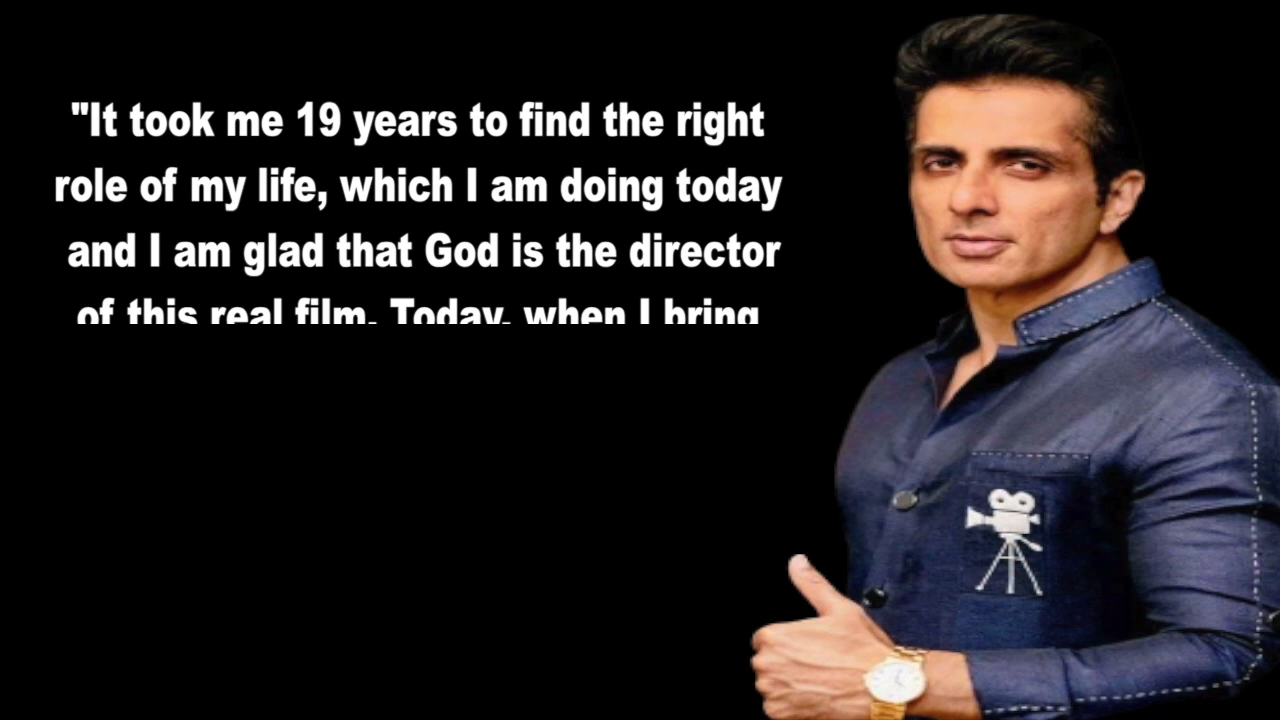 "It took me 19 years to find the right
role of my life, which I am doing today
and I am glad that God is the director
of this real film. Today, when I bring